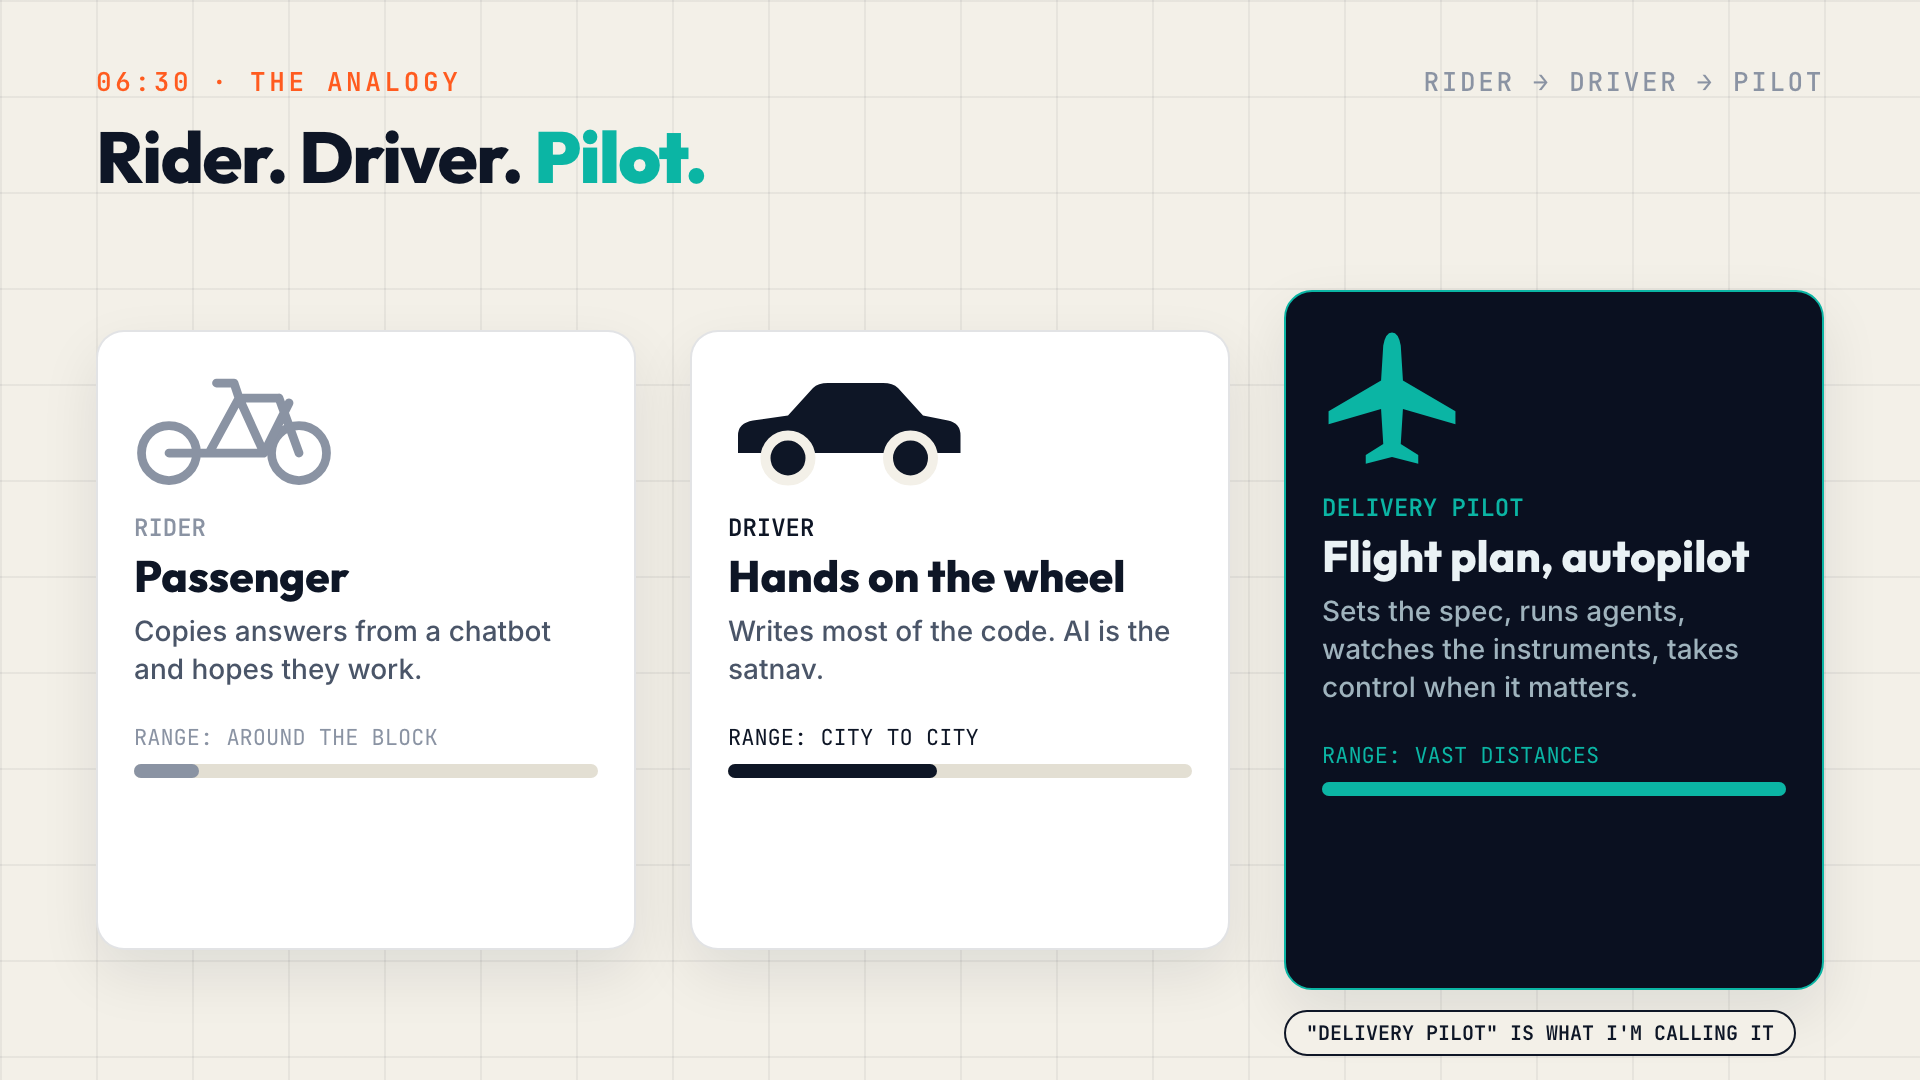 06:30 · THE ANALOGY
RIDER → DRIVER → PILOT
Rider. Driver. Pilot.
RIDER
Passenger
Copies answers from a chatbot
and hopes they work.
RANGE: AROUND THE BLOCK
DRIVER
Hands on the wheel
Writes most of the code. AI is the
satnav.
RANGE: CITY TO CITY
DELIVERY PILOT
Flight plan, autopilot
Sets the spec, runs agents,
watches the instruments, takes
control when it matters.
RANGE: VAST DISTANCES
"DELIVERY PILOT" IS WHAT I'M CALLING IT